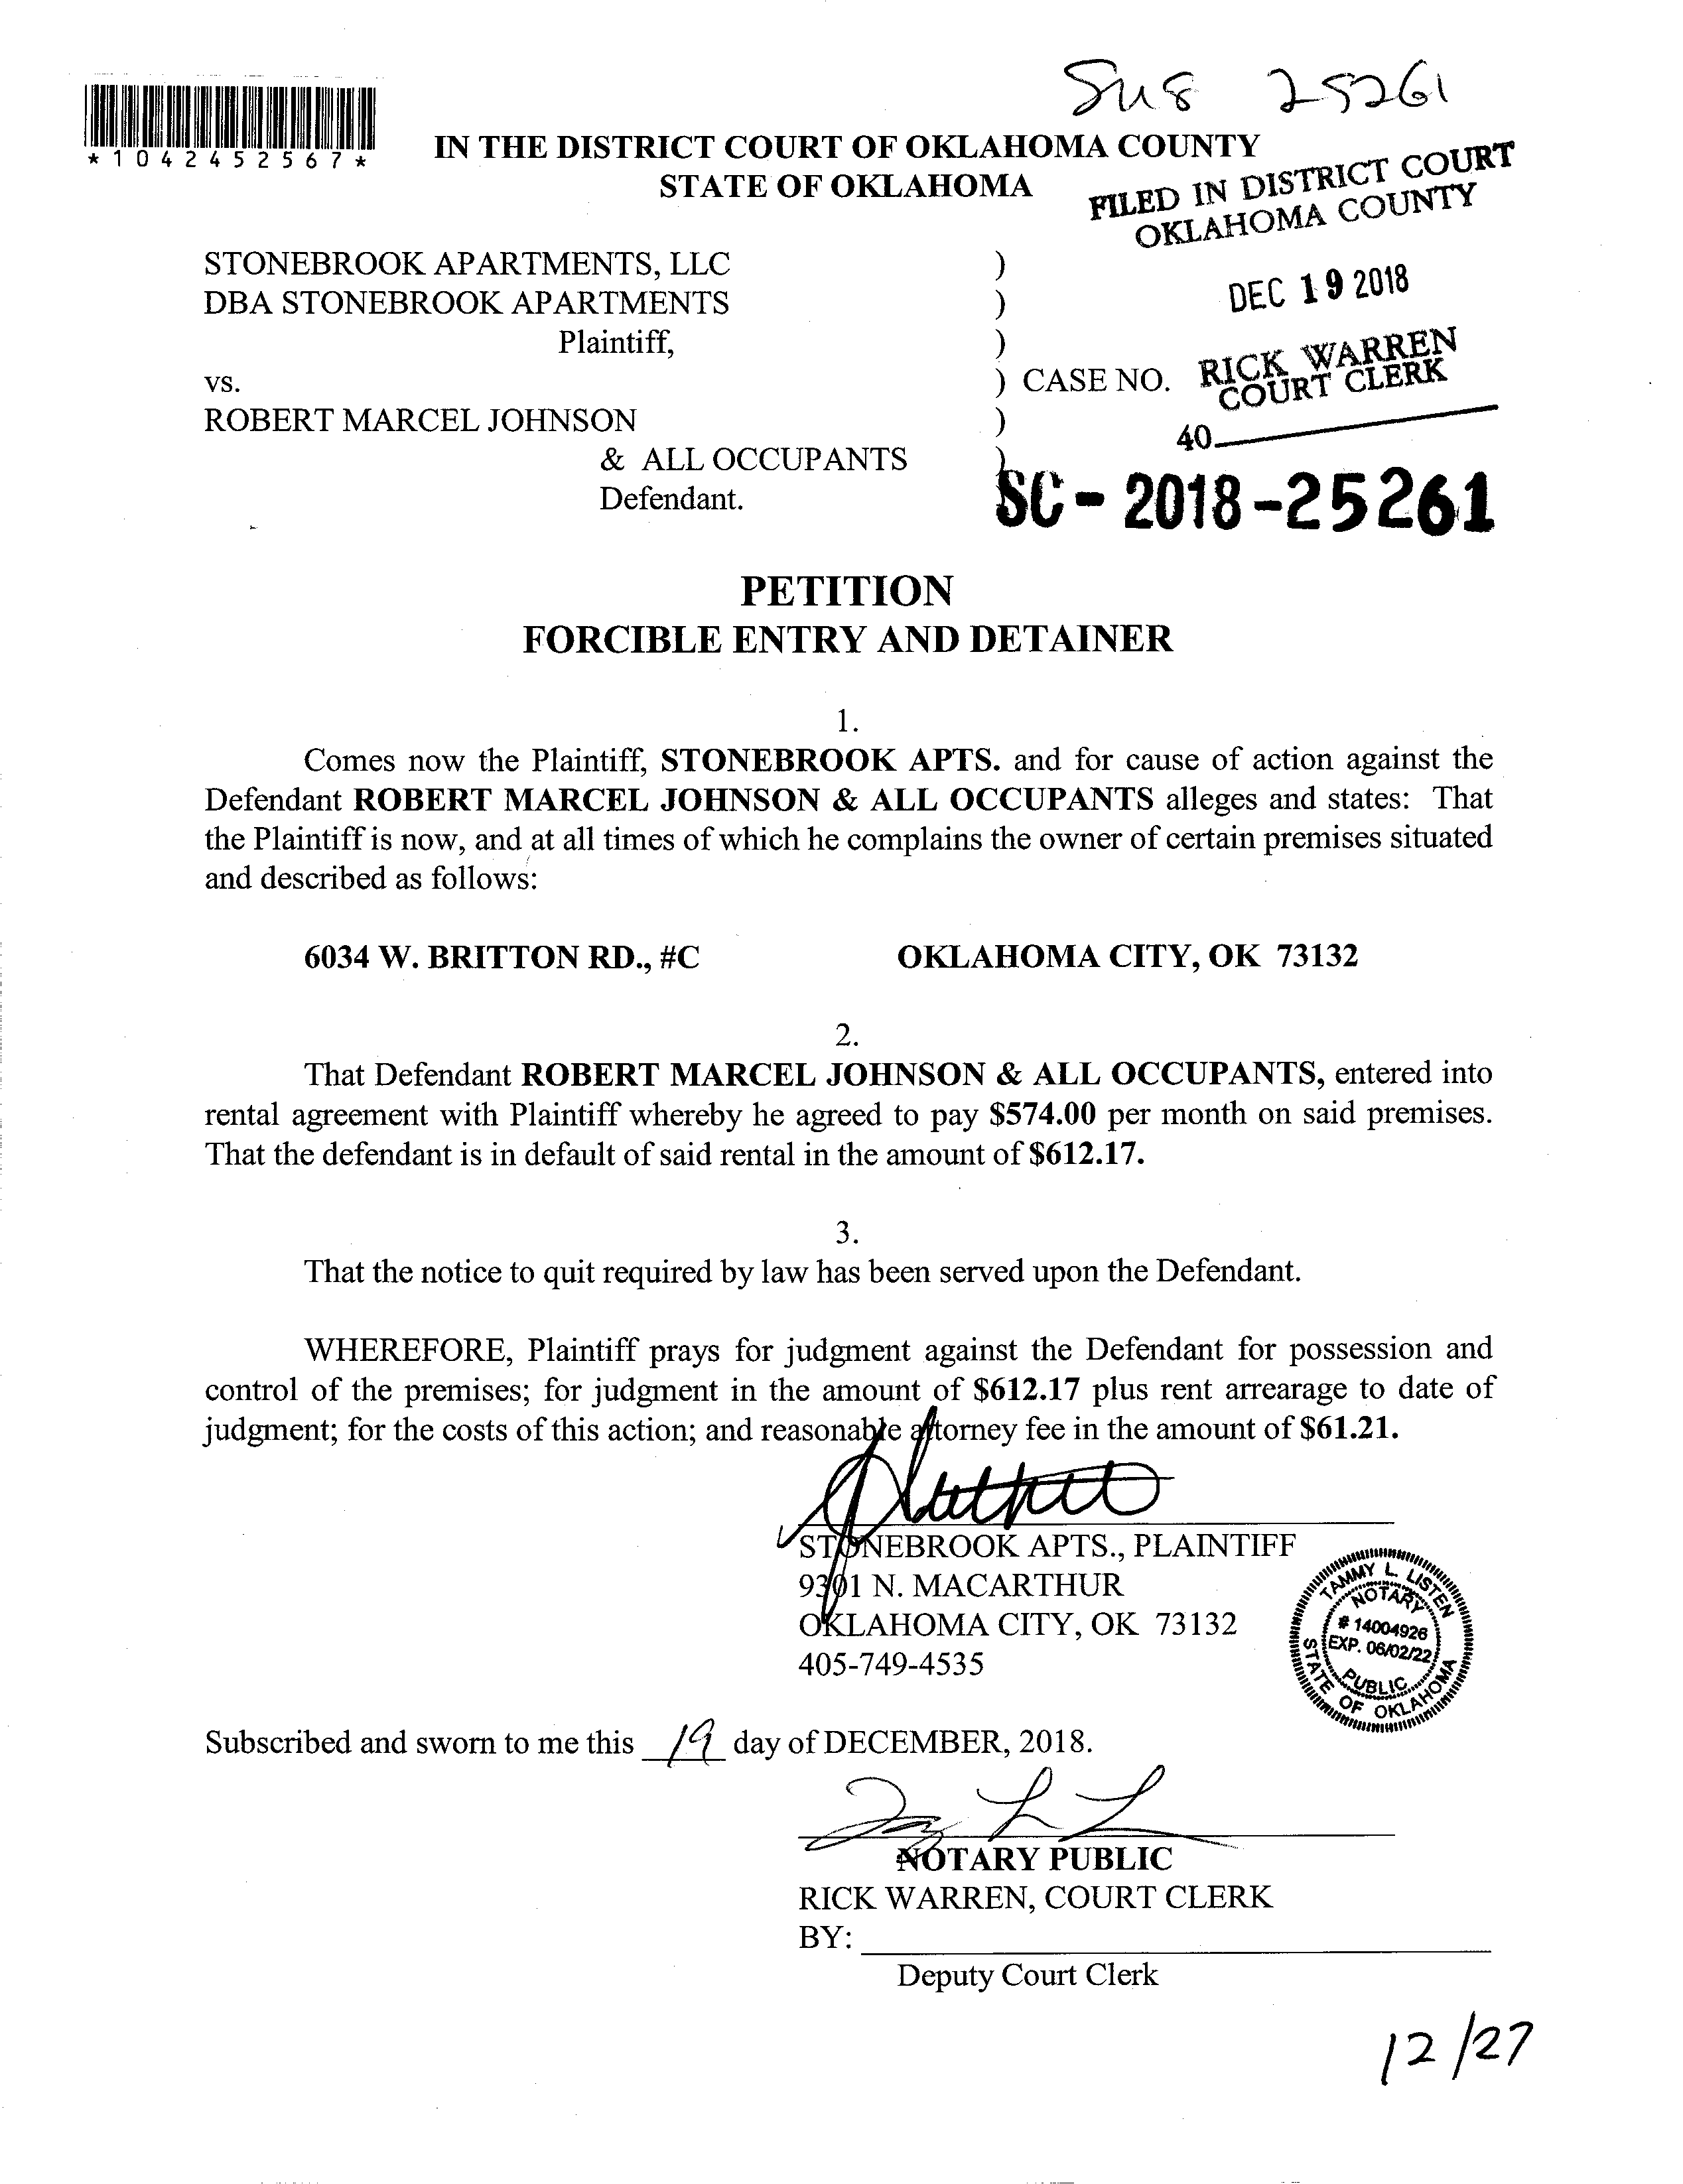 *1042452567*
25261
IN THE DISTRICT COURT OF OKLAHOMA COUNTY
STATE OF OKLAHOMA
FILED IN DISTRICT COURT
OKLAHOMA COUNTY
DEC 19 2018
RICK WARREN
COURT CLERK
40
STONEBROOK APARTMENTS, LLC )
DBA STONEBROOK APARTMENTS )
Plaintiff, )
vs. ) CASE NO.
ROBERT MARCEL JOHNSON )
& ALL OCCUPANTS )
Defendant.
SC-2018-25261
PETITION
FORCIBLE ENTRY AND DETAINER
1.
Comes now the Plaintiff, STONEBROOK APTS. and for cause of action against the
Defendant ROBERT MARCEL JOHNSON & ALL OCCUPANTS alleges and states: That
the Plaintiff is now, and at all times of which he complains the owner of certain premises situated
and described as follows:
6034 W. BRITTON RD., #C OKLAHOMA CITY, OK 73132
2.
That Defendant ROBERT MARCEL JOHNSON & ALL OCCUPANTS, entered into
rental agreement with Plaintiff whereby he agreed to pay $574.00 per month on said premises.
That the defendant is in default of said rental in the amount of $612.17.
3.
That the notice to quit required by law has been served upon the Defendant.
WHEREFORE, Plaintiff prays for judgment against the Defendant for possession and
control of the premises; for judgment in the amount of $612.17 plus rent arrearage to date of
judgment; for the costs of this action; and reasonable attorney fee in the amount of $61.21.
STONEBROOK APTS., PLAINTIFF
9301 N. MACARTHUR
OKLAHOMA CITY, OK 73132
405-749-4535
TAMMY L. LISTEN
NOTARY
# 14004926
EXP. 06/02/22
PUBLIC
STATE OF OKLAHOMA
Subscribed and sworn to me this 19 day of DECEMBER, 2018.
NOTARY PUBLIC
RICK WARREN, COURT CLERK
BY:
Deputy Court Clerk
12/27